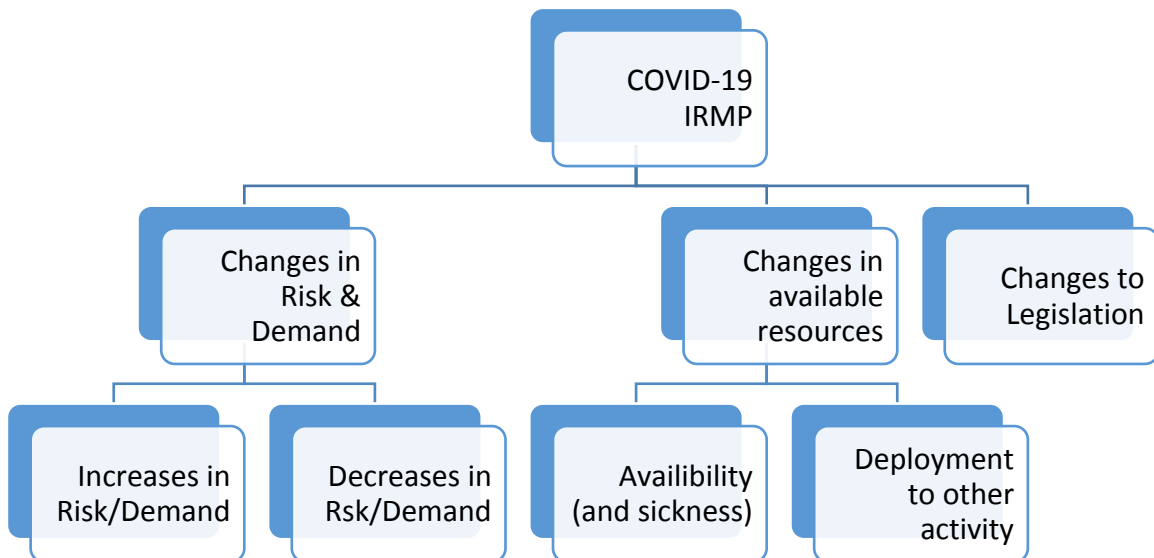 COVID-19
IRMP
Changes in
Risk &
Demand
Changes in
available
resources
Changes to
Legislation
Increases in
Risk/Demand
Decreases in
Rsk/Demand
Availibility
(and sickness)
Deployment
to other
activity